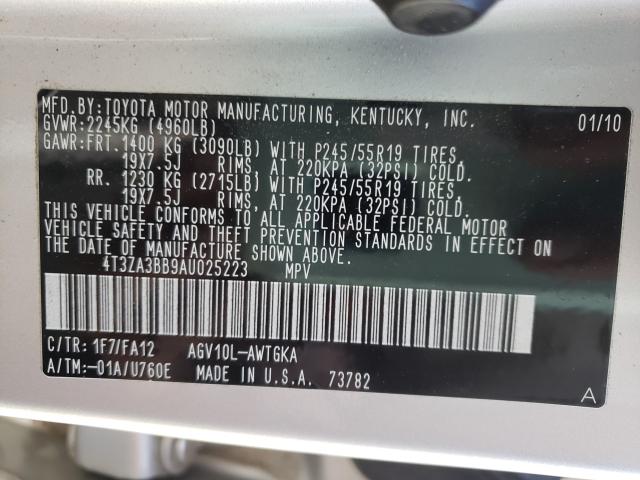 MFD.BY:TOYOTA MOTOR MANUFACTURING, KENTUCKY, INC. 01/10
GVWR:2245KG (4960LB)
GAWR:FRT.1400 KG (3090LB) WITH P245/55R19 TIRES,
19X7.5J RIMS, AT 220KPA (32PSI) COLD.
RR. 1230 KG (2715LB) WITH P245/55R19 TIRES,
19X7.5J RIMS, AT 220KPA (32PSI) COLD.
THIS VEHICLE CONFORMS TO ALL APPLICABLE FEDERAL MOTOR
VEHICLE SAFETY AND THEFT PREVENTION STANDARDS IN EFFECT ON
THE DATE OF MANUFACTURE SHOWN ABOVE.
4T3ZA3BB9AU025223 MPV
C/TR: 1F7/FA12 AGV10L-AWTGKA
A/TM:-01A/U760E MADE IN U.S.A. 73782
A